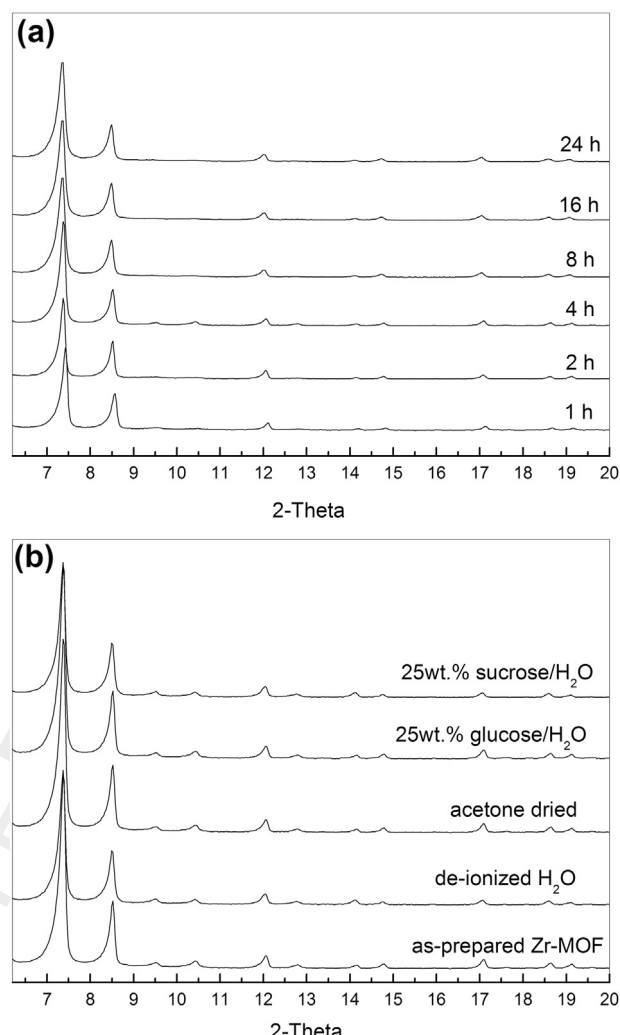 (a)
24 h
16 h
8 h
4 h
2 h
1 h
7 8 9 10 11 12 13 14 15 16 17 18 19 20
2-Theta
(b)
25wt.% sucrose/H₂O
25wt.% glucose/H₂O
acetone dried
de-ionized H₂O
as-prepared Zr-MOF
7 8 9 10 11 12 13 14 15 16 17 18 19 20
2-Theta